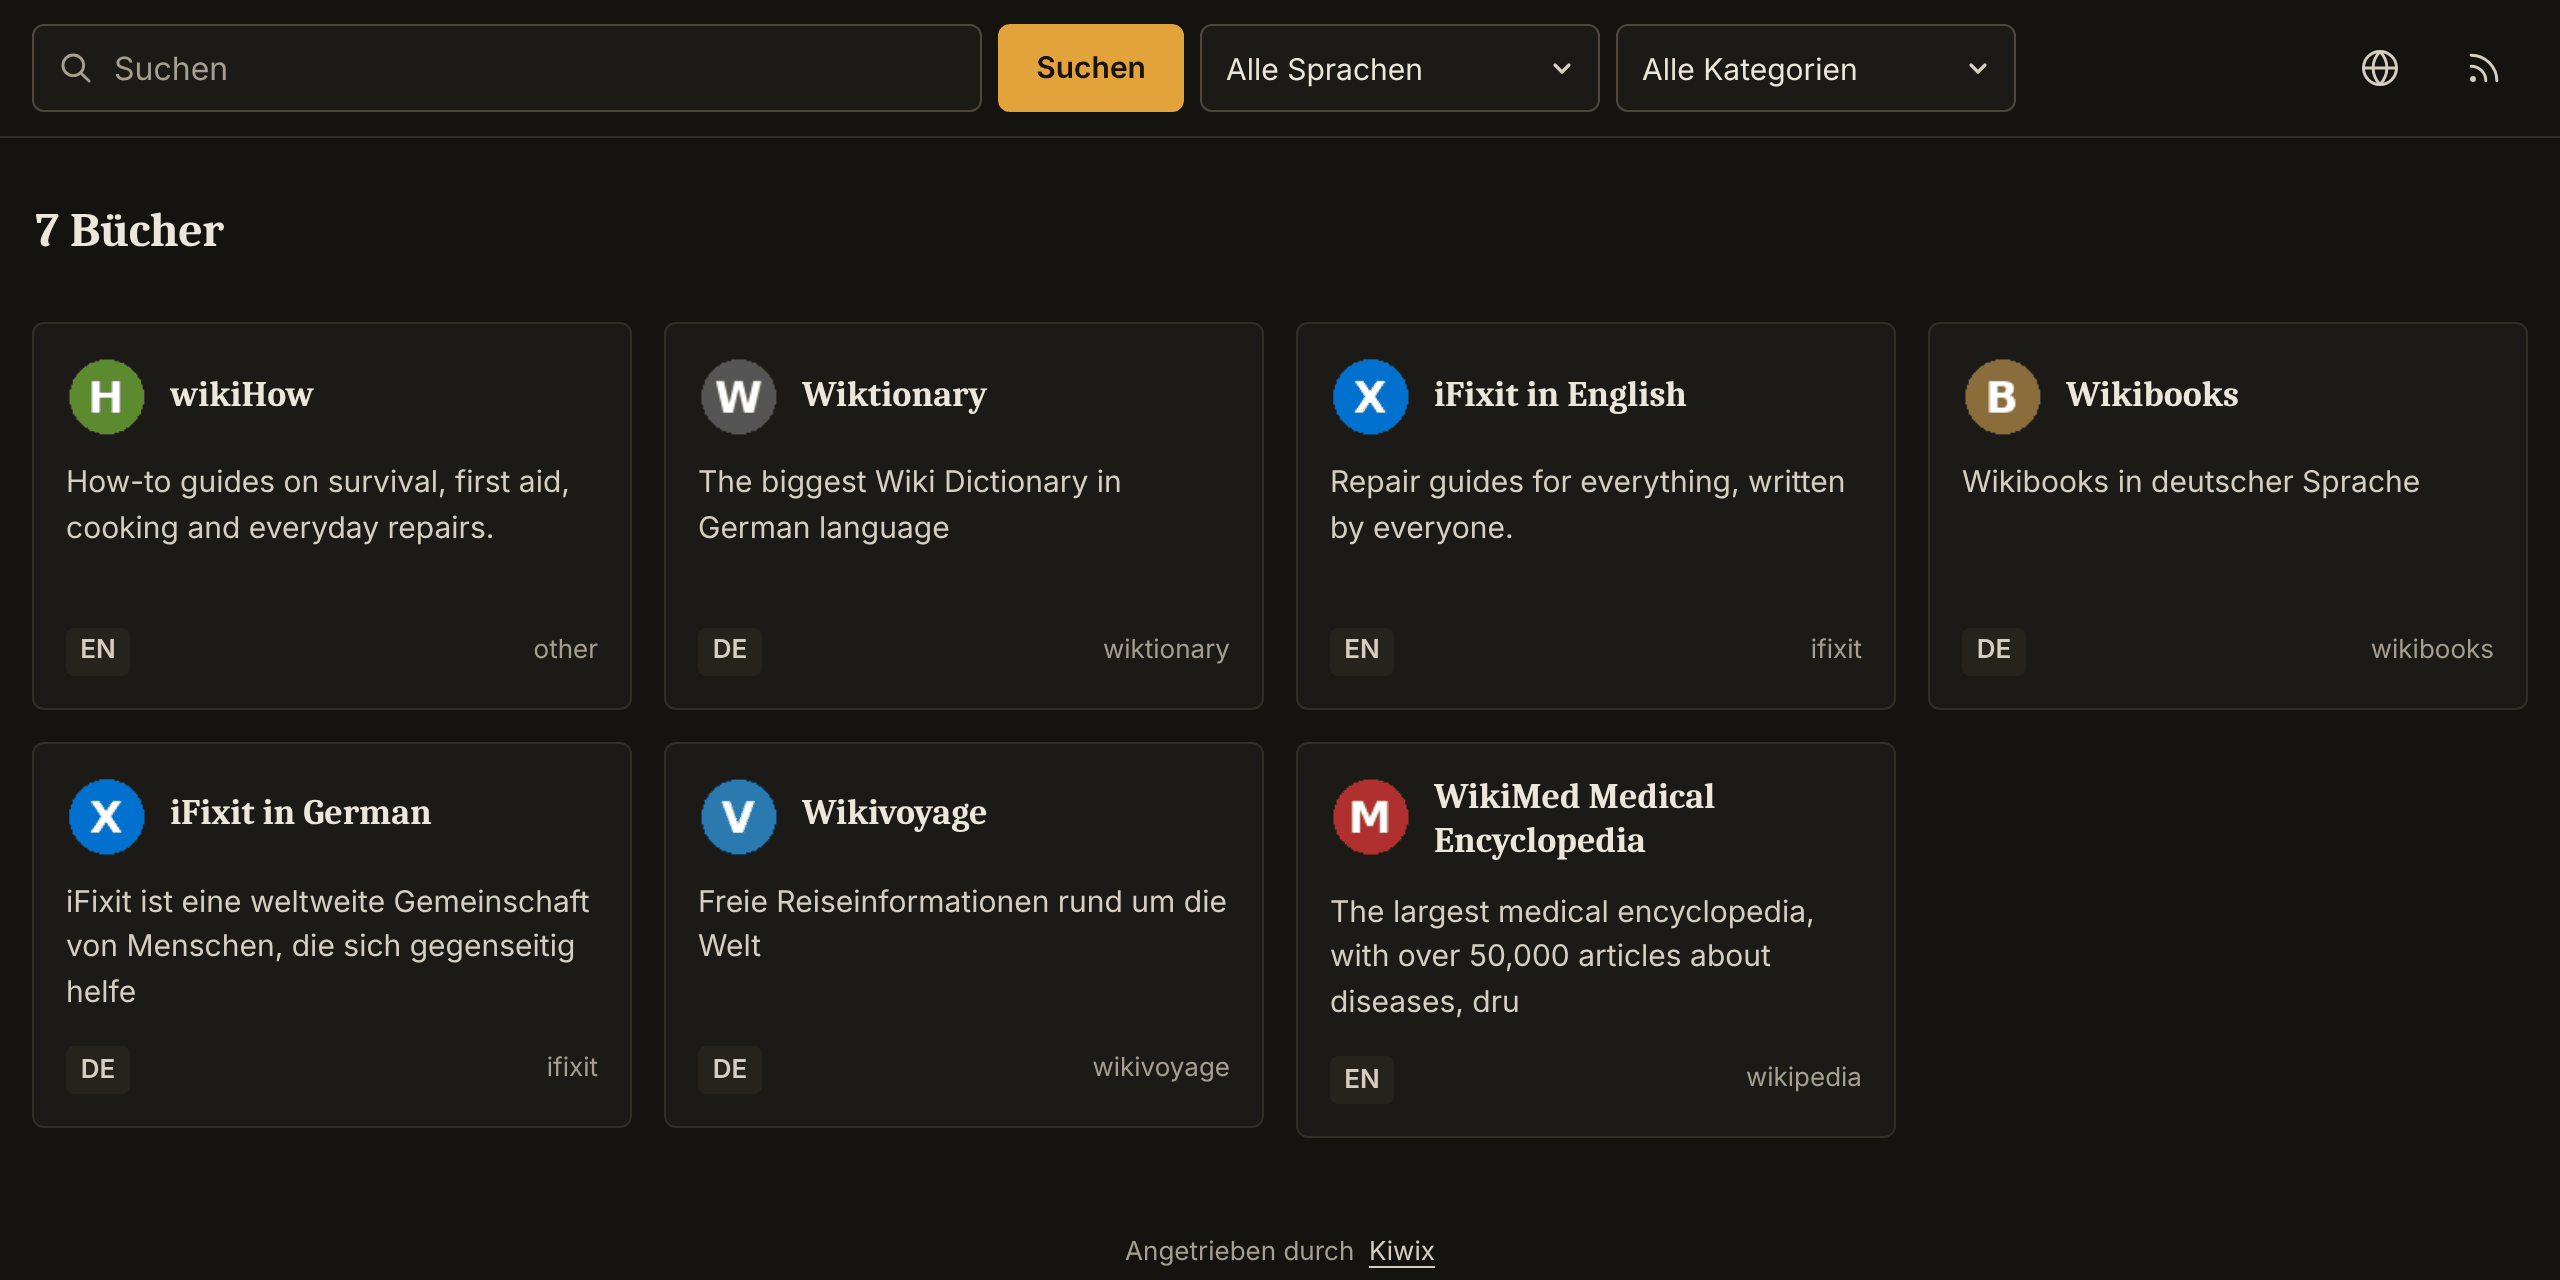 Suchen
Suchen
Alle Sprachen
Alle Kategorien
7 Bücher
H
wikiHow
How-to guides on survival, first aid,
cooking and everyday repairs.
EN
other
W
Wiktionary
The biggest Wiki Dictionary in
German language
DE
wiktionary
X
iFixit in English
Repair guides for everything, written
by everyone.
EN
ifixit
B
Wikibooks
Wikibooks in deutscher Sprache
DE
wikibooks
X
iFixit in German
iFixit ist eine weltweite Gemeinschaft
von Menschen, die sich gegenseitig
helfe
DE
ifixit
V
Wikivoyage
Freie Reiseinformationen rund um die
Welt
DE
wikivoyage
M
WikiMed Medical
Encyclopedia
The largest medical encyclopedia,
with over 50,000 articles about
diseases, dru
EN
wikipedia
Angetrieben durch Kiwix